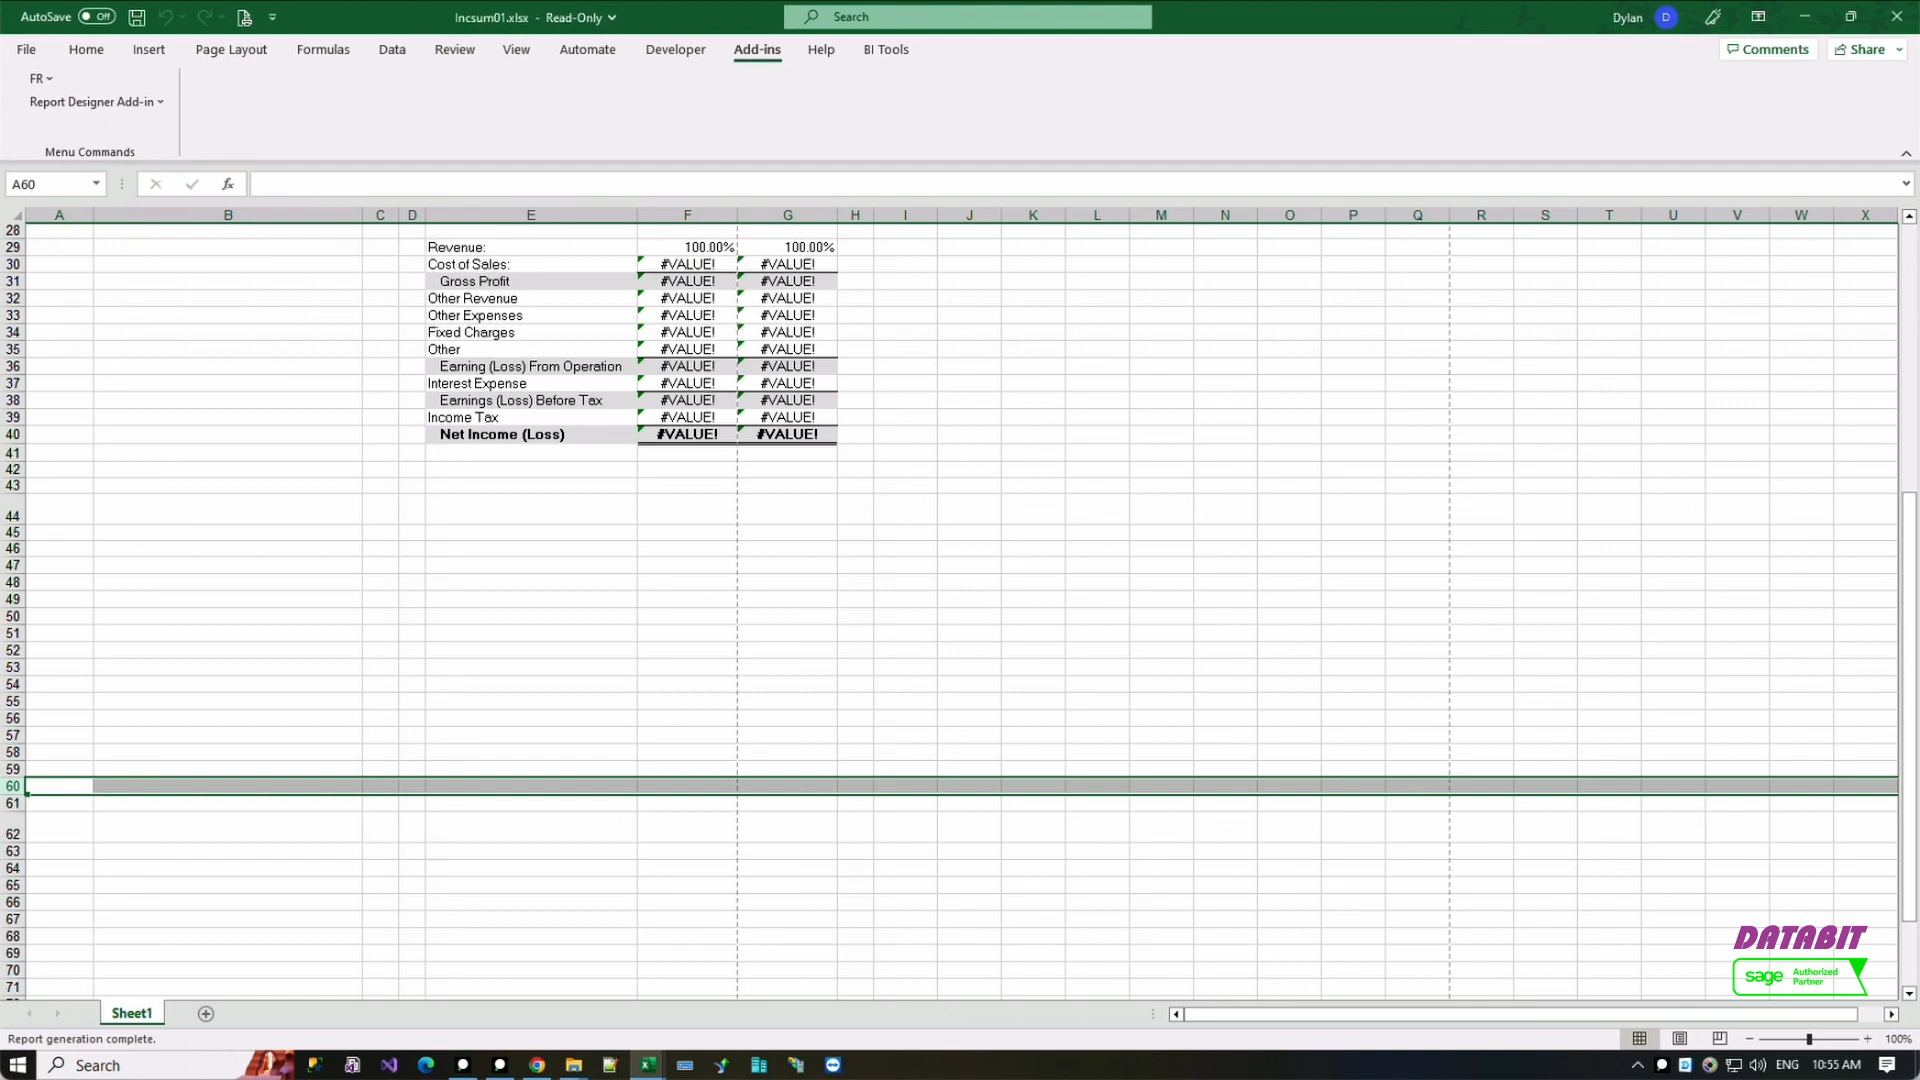 AutoSave Off Incsum01.xlsx - Read-Only Search Dylan D
File Home Insert Page Layout Formulas Data Review View Automate Developer Add-ins Help BI Tools Comments Share
FR
Report Designer Add-in
Menu Commands
A60 fx
A B C D E F G H I J K L M N O P Q R S T U V W X
28
29 Revenue: 100.00% 100.00%
30 Cost of Sales: #VALUE! #VALUE!
31 Gross Profit #VALUE! #VALUE!
32 Other Revenue #VALUE! #VALUE!
33 Other Expenses #VALUE! #VALUE!
34 Fixed Charges #VALUE! #VALUE!
35 Other #VALUE! #VALUE!
36 Earning (Loss) From Operation #VALUE! #VALUE!
37 Interest Expense #VALUE! #VALUE!
38 Earnings (Loss) Before Tax #VALUE! #VALUE!
39 Income Tax #VALUE! #VALUE!
40 Net Income (Loss) #VALUE! #VALUE!
41
42
43
44
45
46
47
48
49
50
51
52
53
54
55
56
57
58
59
60
61
62
63
64
65
66
67
68
69
70
71
DATABIT
sage Authorized
Partner
Sheet1
Report generation complete.
100%
Search ENG 10:55 AM